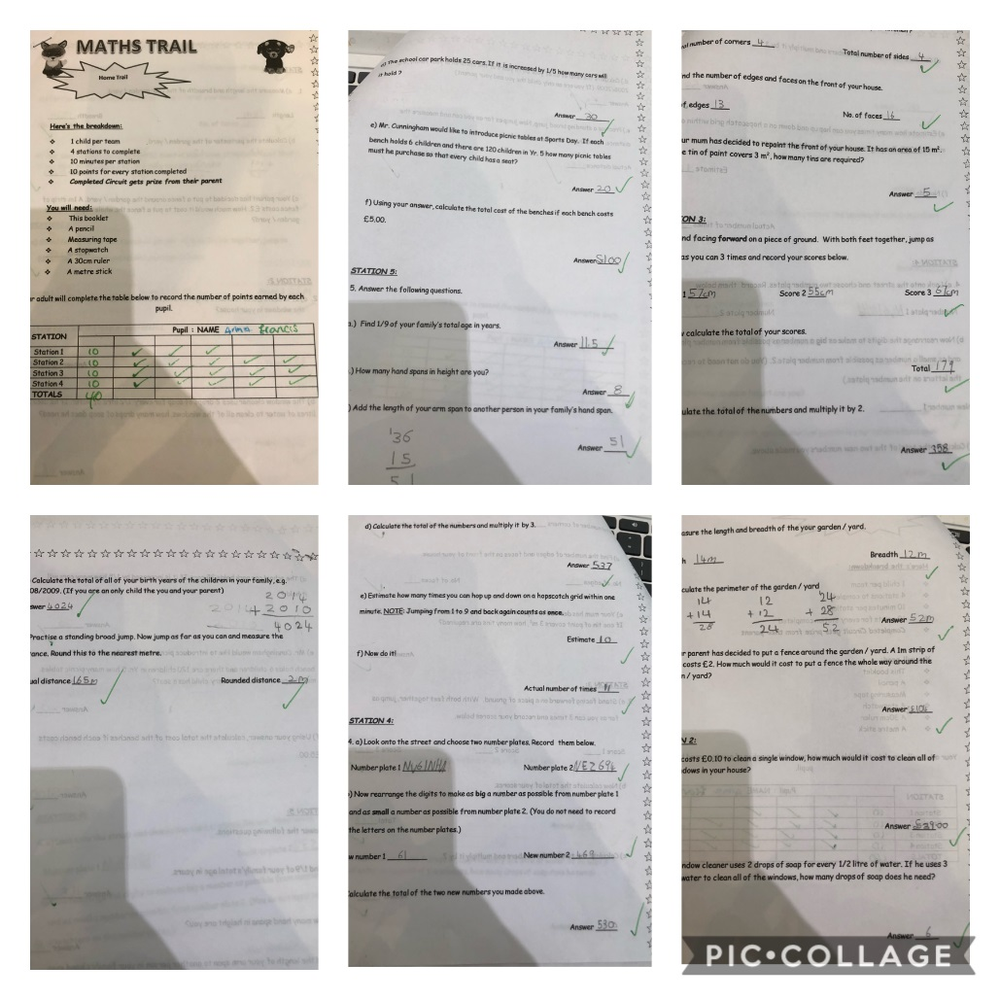 MATHS TRAIL
Home Trail
Here's the breakdown:
1 child per team
4 stations to complete
10 minutes per station
10 points for every station completed
Completed Circuit gets prize from their parent
You will need:
This booklet
A pencil
Measuring tape
A stopwatch
A 30cm ruler
A metre stick
r adult will complete the table below to record the number of points earned by each
pupil.
Pupil : NAME Francis
STATION
Station 1 10
Station 2 10
Station 3 10
Station 4 10
TOTALS 40
The school car park holds 25 cars. If it is increased by 1/5 how many cars will
it hold ?
Answer 30
e) Mr. Cunningham would like to introduce picnic tables at Sports Day. If each
bench holds 6 children and there are 120 children in Yr. 5 how many picnic tables
must he purchase so that every child has a seat?
Answer 20
f) Using your answer, calculate the total cost of the benches if each bench costs
£5.00.
Answer £100
STATION 5:
5. Answer the following questions.
a.) Find 1/9 of your family's total age in years.
Answer 11.5
.) How many hand spans in height are you?
Answer 8
) Add the length of your arm span to another person in your family's hand span.
36
15
51
Answer 51
number of corners 4
Total number of sides 4
nd the number of edges and faces on the front of your house.
f edges 13
No. of faces 16
ur mum has decided to repaint the front of your house. It has an area of 15 m².
e tin of paint covers 3 m², how many tins are required?
Answer 5
ON 3:
nd facing forward on a piece of ground. With both feet together, jump as
as you can 3 times and record your scores below.
1 57cm
Score 2 55cm
Score 3 61cm
calculate the total of your scores.
Total 179
ulate the total of the numbers and multiply it by 2.
Answer 358
Calculate the total of all of your birth years of the children in your family, e.g.
08/2009. (If you are an only child the you and your parent)
swer 4024
2014
+ 2010
4024
Practise a standing broad jump. Now jump as far as you can and measure the
ance. Round this to the nearest metre.
ual distance 1.65m
Rounded distance 2m
d) Calculate the total of the numbers and multiply it by 3.
Answer 537
e) Estimate how many times you can hop up and down on a hopscotch grid within one
minute. NOTE: Jumping from 1 to 9 and back again counts as once.
Estimate 10
f) Now do it!
Actual number of times 11
STATION 4:
4. a) Look onto the street and choose two number plates. Record them below.
Number plate 1
Number plate 2
) Now rearrange the digits to make as big a number as possible from number plate 1
and as small a number as possible from number plate 2. (You do not need to record
the letters on the number plates.)
w number 1 61
New number 2 469
alculate the total of the two new numbers you made above.
Answer 530
asure the length and breadth of the your garden / yard.
h 14m
Breadth 12m
culate the perimeter of the garden / yard
14
+14
28
12
+12
24
24
+ 28
52
Answer 52m
r parent has decided to put a fence around the garden / yard. A 1m strip of
costs £2. How much would it cost to put a fence the whole way around the
n / yard?
Answer £104
N 2:
costs £0.10 to clean a single window, how much would it cost to clean all of
dows in your house?
Answer
ndow cleaner uses 2 drops of soap for every 1/2 litre of water. If he uses 3
water to clean all of the windows, how many drops of soap does he need?
Answer 6
PIC•COLLAGE